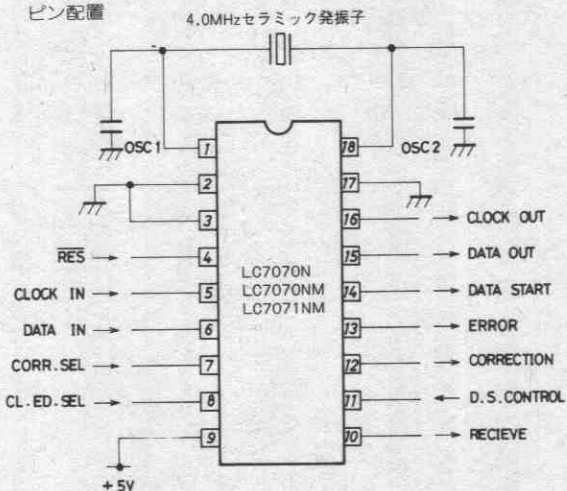 ピン配置
4.0MHzセラミック発振子
OSC1
OSC2
1
18
2
17
3
16
CLOCK OUT
RES
4
15
DATA OUT
CLOCK IN
5
14
DATA START
DATA IN
6
13
ERROR
CORR.SEL
7
12
CORRECTION
CL.ED.SEL
8
11
D.S.CONTROL
9
10
RECIEVE
LC7070N
LC7070NM
LC7071NM
+5V